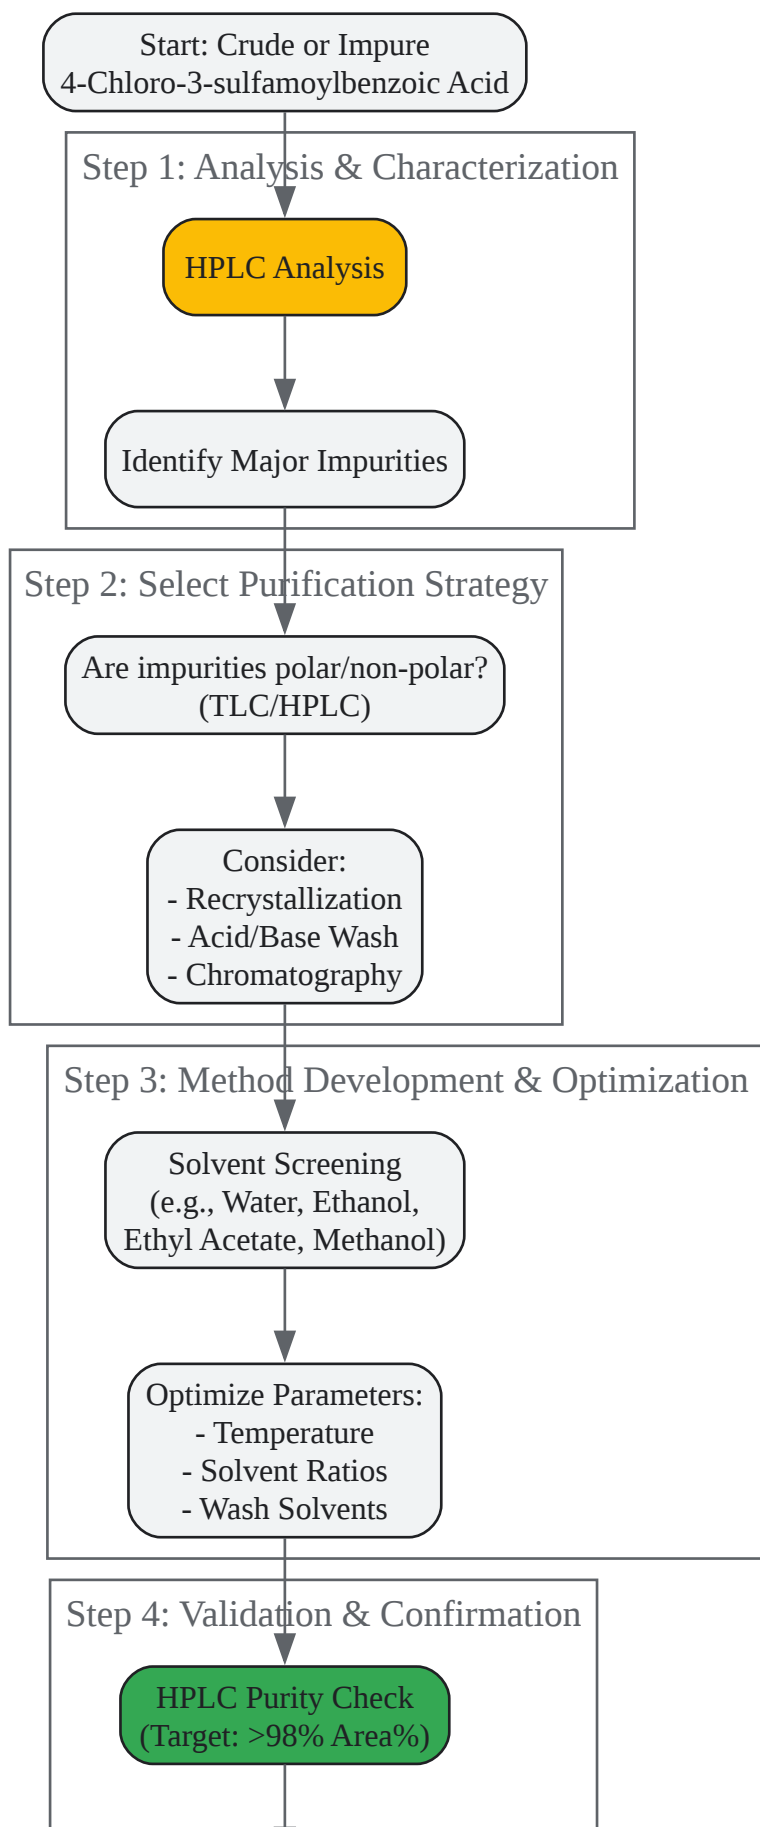 Start: Crude or Impure
4-Chloro-3-sulfamoylbenzoic Acid
Step 1: Analysis & Characterization
HPLC Analysis
Identify Major Impurities
Step 2: Select Purification Strategy
Are impurities polar/non-polar?
(TLC/HPLC)
Consider:
- Recrystallization
- Acid/Base Wash
- Chromatography
Step 3: Method Development & Optimization
Solvent Screening
(e.g., Water, Ethanol,
Ethyl Acetate, Methanol)
Optimize Parameters:
- Temperature
- Solvent Ratios
- Wash Solvents
Step 4: Validation & Confirmation
HPLC Purity Check
(Target: >98% Area%)